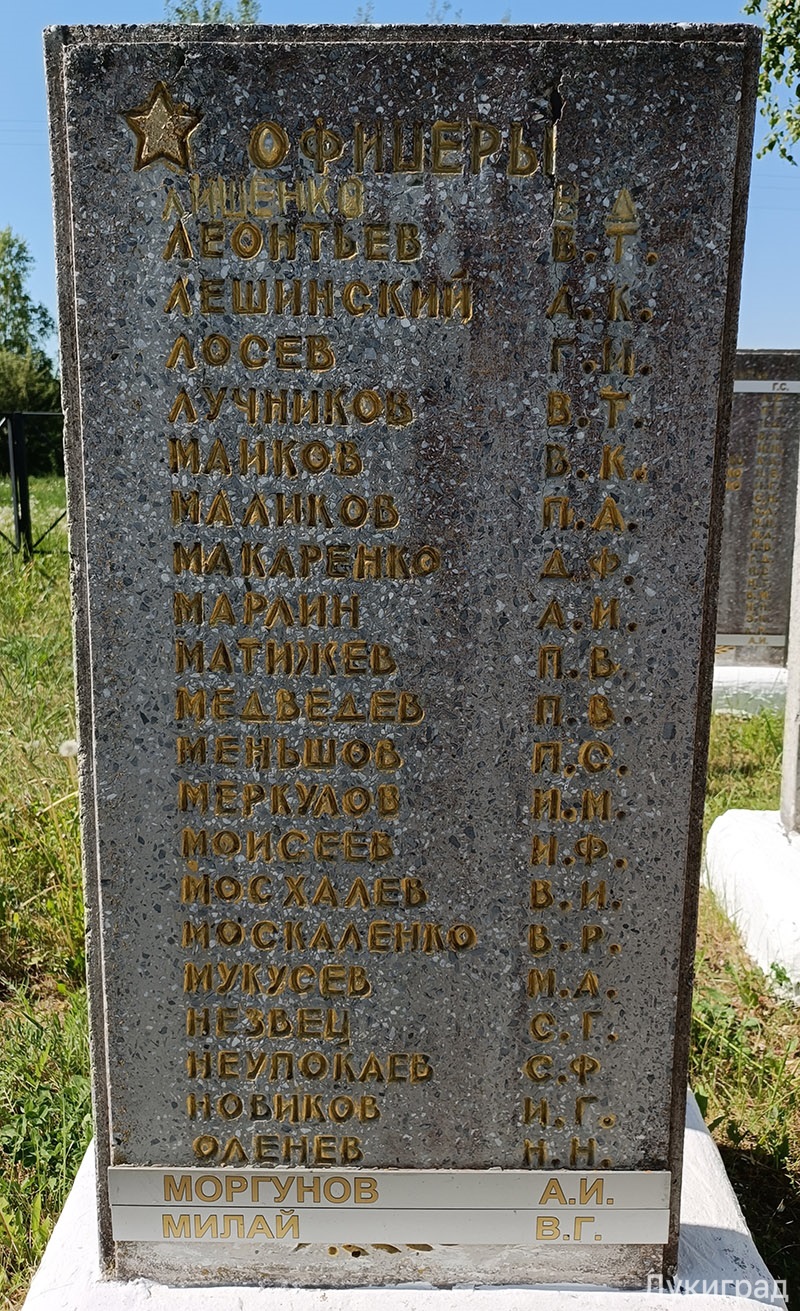 ОФИЦЕРЫ
ЛИЩЕНКО В Д
ЛЕОНТЬЕВ В.Т.
ЛЕШИНСКИЙ А.К.
ЛОСЕВ Г.И.
ЛУЧНИКОВ В.Т.
МАИКОВ В.К.
МАЛИКОВ П.А.
МАКАРЕНКО Д.Ф.
МАРЛИН А.И.
МАТИЖЕВ П.В
МЕДВЕДЕВ П.В.
МЕНЬШОВ П.С.
МЕРКУЛОВ И.М.
МОИСЕЕВ И.Ф.
МОСХАЛЕВ В.И.
МОСКАЛЕНКО В.Р.
МУКУСЕВ М.А.
НЕЗВЕЦ С.Г.
НЕУПОКАЕВ С.Ф
НОВИКОВ И.Г.
ОЛЕНЕВ Н.Н.
МОРГУНОВ А.И.
МИЛАЙ В.Г.
Г.С.
Лукиград